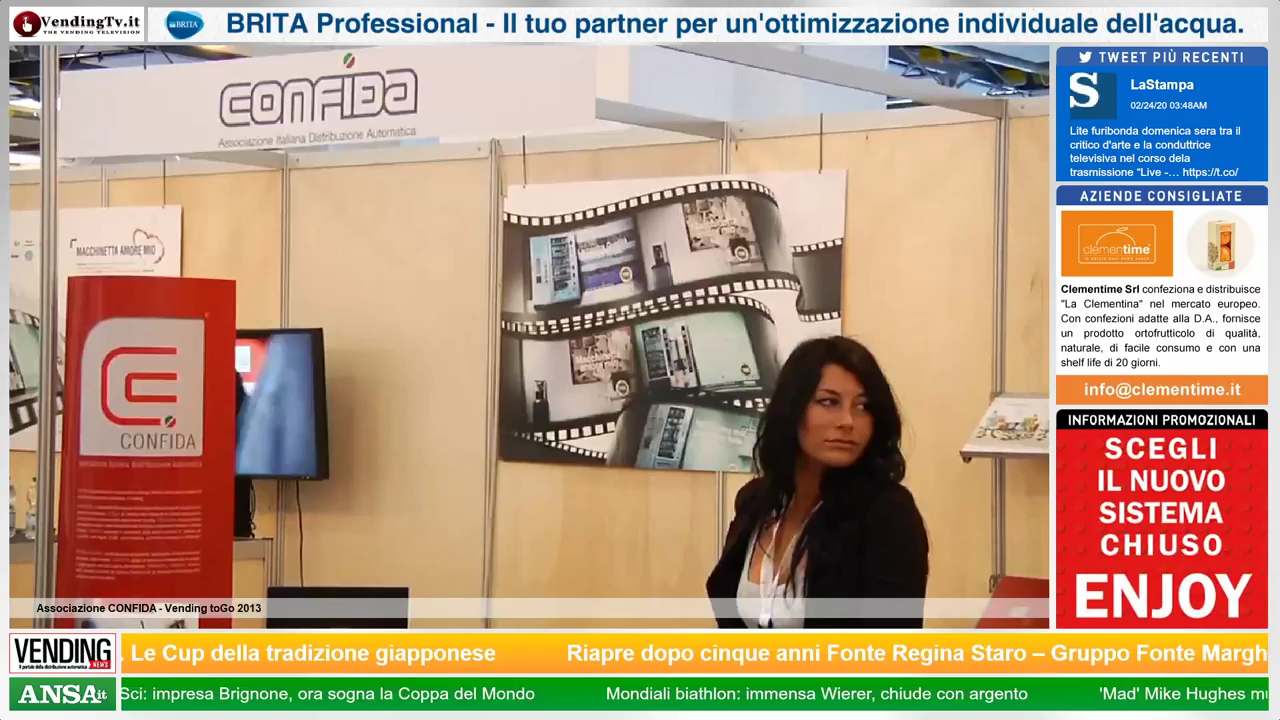 VendingTv.it
THE VENDING TELEVISION
BRITA
BRITA Professional - Il tuo partner per un'ottimizzazione individuale dell'acqua.
CONFIDA
Associazione Italiana Distribuzione Automatica
MACCHINETTA AMORE MIO
CONFIDA
Associazione CONFIDA - Vending toGo 2013
TWEET PIÙ RECENTI
S
LaStampa
02/24/20 03:48AM
Lite furibonda domenica sera tra il
critico d'arte e la conduttrice
televisiva nel corso dela
trasmissione “Live -… https://t.co/
AZIENDE CONSIGLIATE
clementime
Clementime Srl confeziona e distribuisce
"La Clementina" nel mercato europeo.
Con confezioni adatte alla D.A., fornisce
un prodotto ortofrutticolo di qualità,
naturale, di facile consumo e con una
shelf life di 20 giorni.
info@clementime.it
INFORMAZIONI PROMOZIONALI
SCEGLI
IL NUOVO
SISTEMA
CHIUSO
ENJOY
VENDING
NEWS
Il portale della distribuzione automatica
. Le Cup della tradizione giapponese Riapre dopo cinque anni Fonte Regina Staro – Gruppo Fonte Margh
ANSA.it
Sci: impresa Brignone, ora sogna la Coppa del Mondo Mondiali biathlon: immensa Wierer, chiude con argento 'Mad' Mike Hughes mu